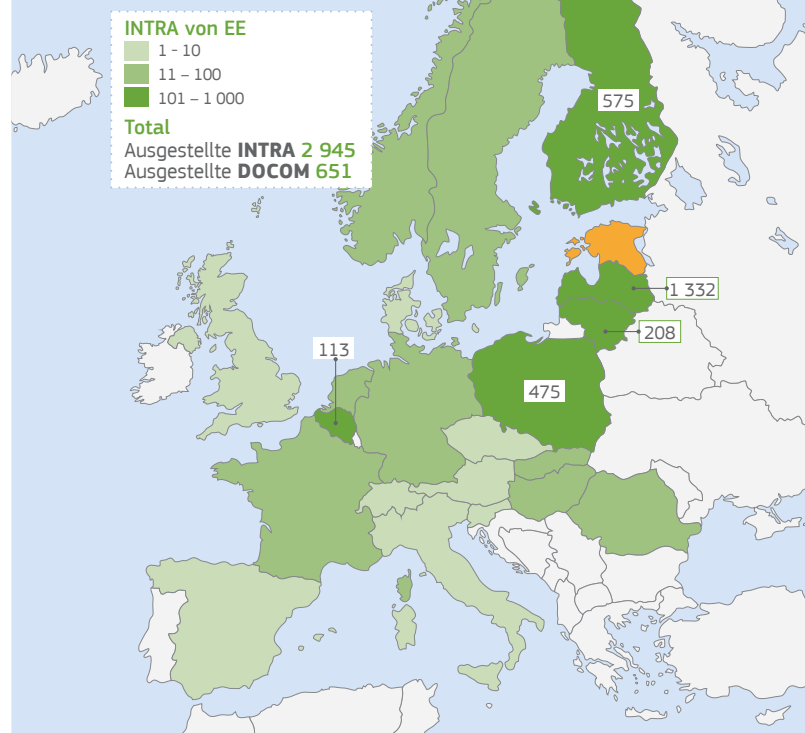 INTRA von EE
1 - 10
11 – 100
101 – 1 000
Total
Ausgestellte INTRA 2 945
Ausgestellte DOCOM 651
575
1 332
208
113
475